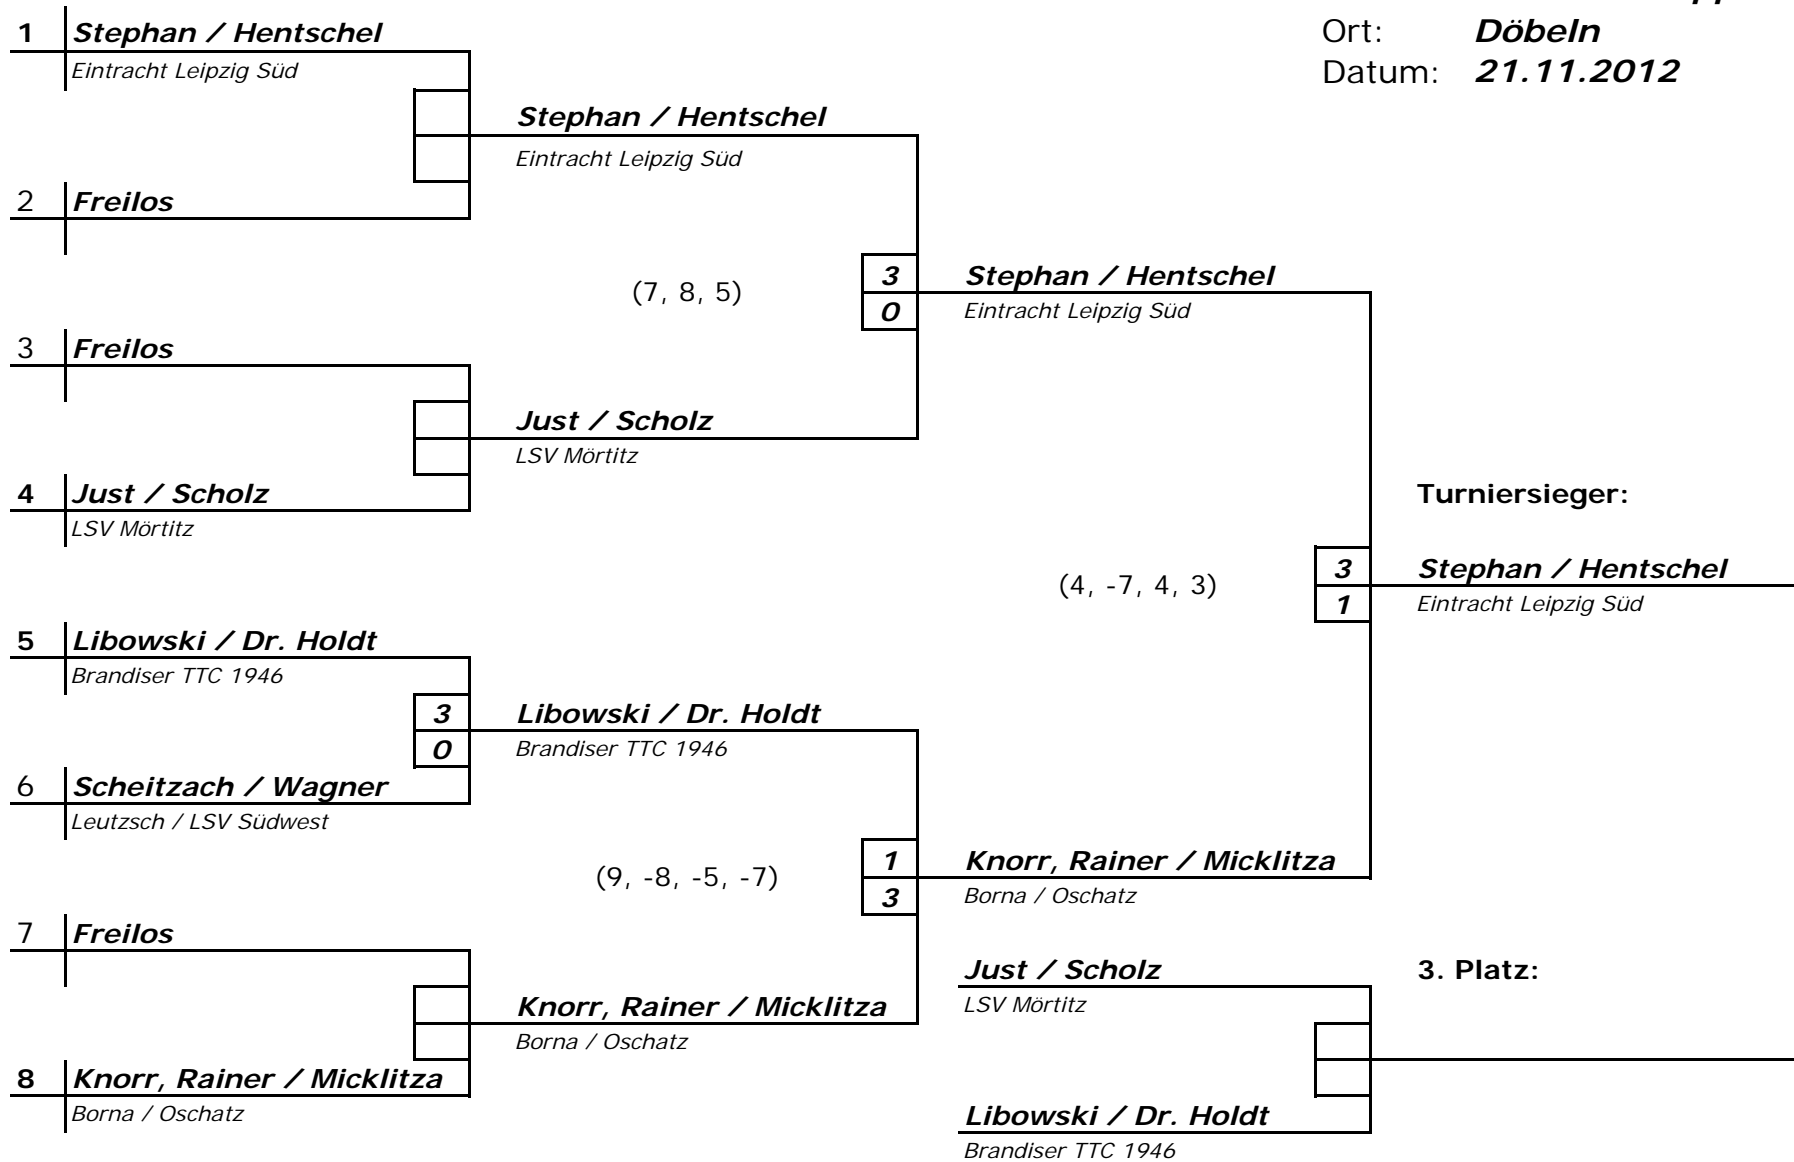 Ort: Döbeln
Datum: 21.11.2012
1 Stephan / Hentschel
Eintracht Leipzig Süd
2 Freilos
3 Freilos
4 Just / Scholz
LSV Mörtitz
5 Libowski / Dr. Holdt
Brandiser TTC 1946
6 Scheitzach / Wagner
Leutzsch / LSV Südwest
7 Freilos
8 Knorr, Rainer / Micklitza
Borna / Oschatz
Stephan / Hentschel
Eintracht Leipzig Süd
Just / Scholz
LSV Mörtitz
3
0
Libowski / Dr. Holdt
Brandiser TTC 1946
Knorr, Rainer / Micklitza
Borna / Oschatz
(7, 8, 5)
3
0
Stephan / Hentschel
Eintracht Leipzig Süd
(9, -8, -5, -7)
1
3
Knorr, Rainer / Micklitza
Borna / Oschatz
(4, -7, 4, 3)
3
1
Turniersieger:
Stephan / Hentschel
Eintracht Leipzig Süd
Just / Scholz
LSV Mörtitz
3. Platz:
Libowski / Dr. Holdt
Brandiser TTC 1946